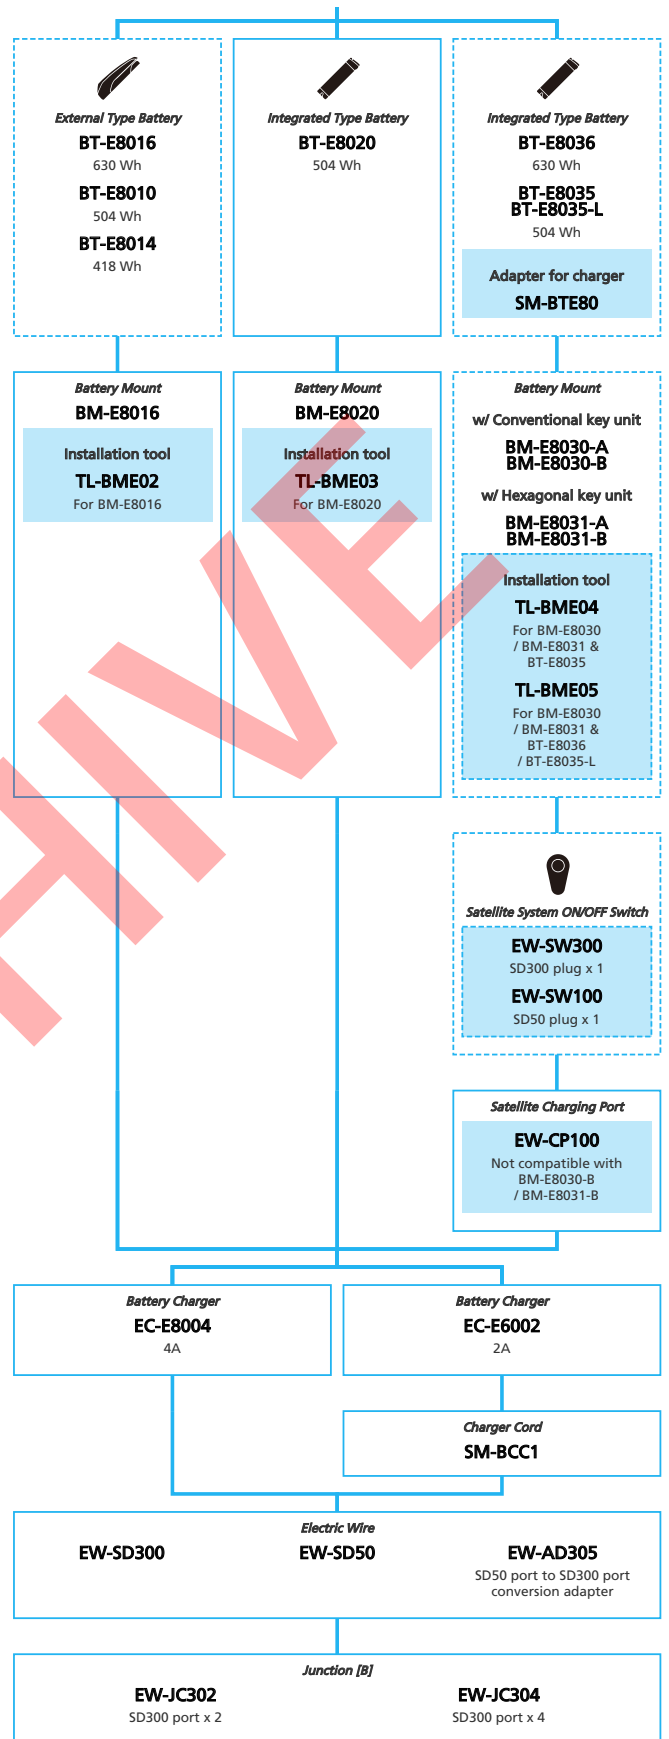 External Type Battery
BT-E8016
630 Wh
BT-E8010
504 Wh
BT-E8014
418 Wh
Integrated Type Battery
BT-E8020
504 Wh
Integrated Type Battery
BT-E8036
630 Wh
BT-E8035
BT-E8035-L
504 Wh
Adapter for charger
SM-BTE80
Battery Mount
BM-E8016
Installation tool
TL-BME02
For BM-E8016
Battery Mount
BM-E8020
Installation tool
TL-BME03
For BM-E8020
Battery Mount
w/ Conventional key unit
BM-E8030-A
BM-E8030-B
w/ Hexagonal key unit
BM-E8031-A
BM-E8031-B
Installation tool
TL-BME04
For BM-E8030
/ BM-E8031 &
BT-E8035
TL-BME05
For BM-E8030
/ BM-E8031 &
BT-E8036
/ BT-E8035-L
Satellite System ON/OFF Switch
EW-SW300
SD300 plug x 1
EW-SW100
SD50 plug x 1
Satellite Charging Port
EW-CP100
Not compatible with
BM-E8030-B
/ BM-E8031-B
Battery Charger
EC-E8004
4A
Battery Charger
EC-E6002
2A
Charger Cord
SM-BCC1
Electric Wire
EW-SD300
EW-SD50
EW-AD305
SD50 port to SD300 port
conversion adapter
Junction [B]
EW-JC302
SD300 port x 2
EW-JC304
SD300 port x 4
HIVE